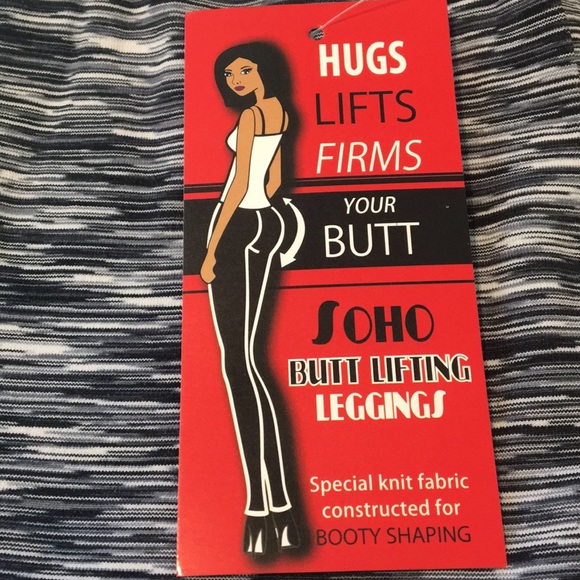 HUGS
LIFTS
FIRMS
YOUR
BUTT
SOHO
BUTT LIFTING
LEGGINGS
Special knit fabric
constructed for
BOOTY SHAPING